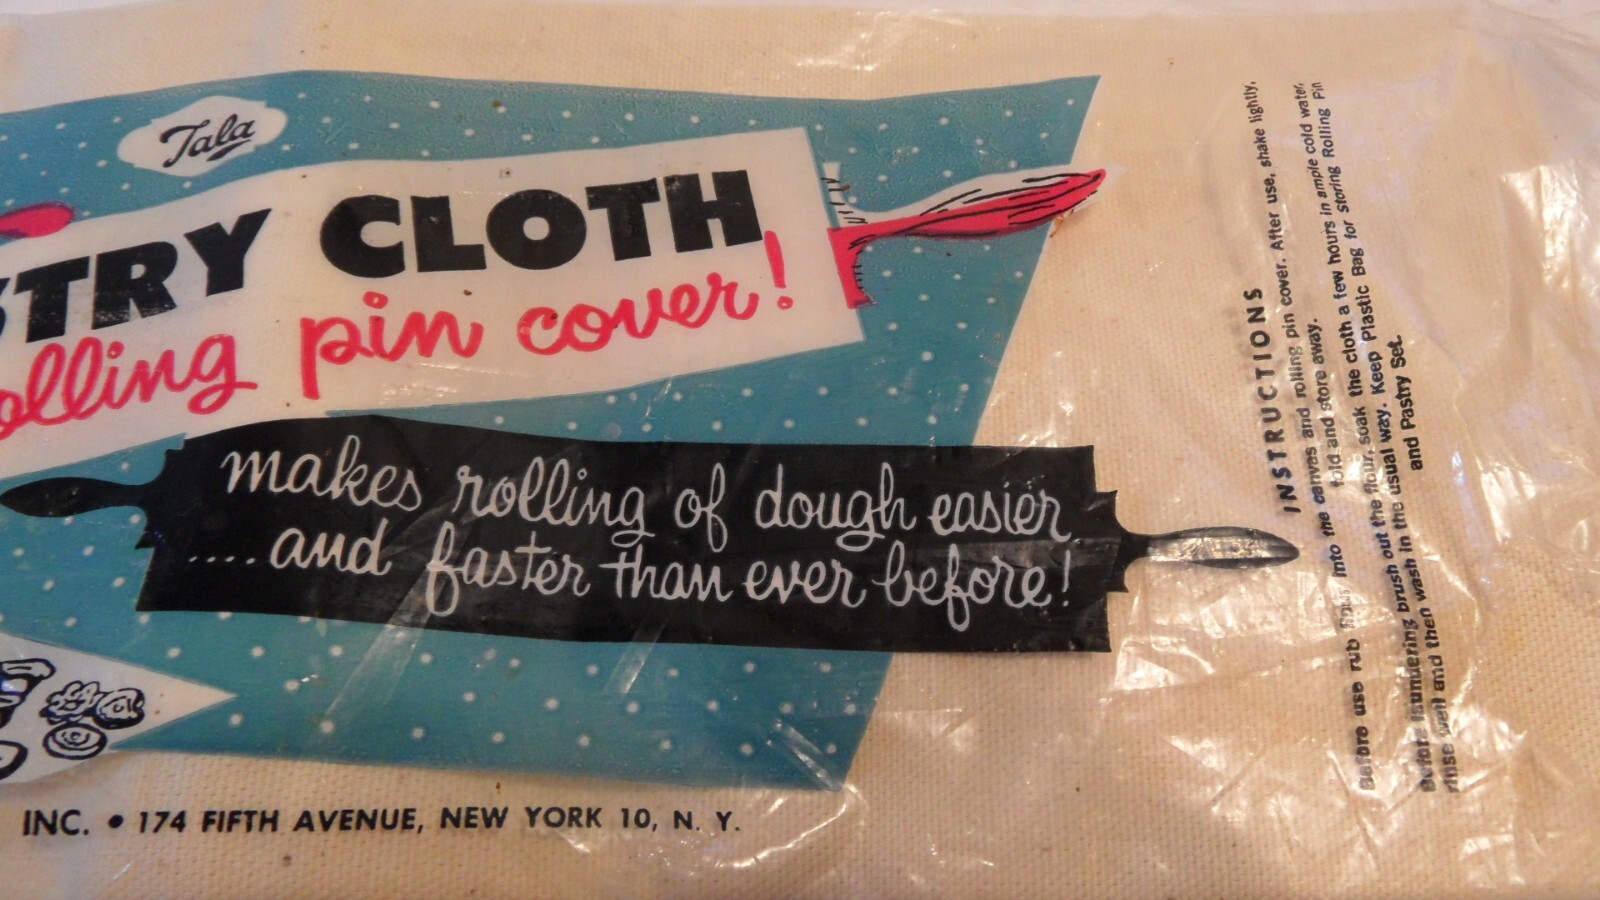 Tala
STRY CLOTH
olling pin cover!
makes rolling of dough easier
....and faster than ever before!
INC. • 174 FIFTH AVENUE, NEW YORK 10, N. Y.
INSTRUCTIONS
Before use rub flour into the canvas and rolling pin cover. After use, shake lightly,
fold and store away.
Before laundering brush out the flour, soak the cloth a few hours in ample cold water,
rinse well and then wash in the usual way. Keep Plastic Bag for storing Rolling Pin
and Pastry Set.